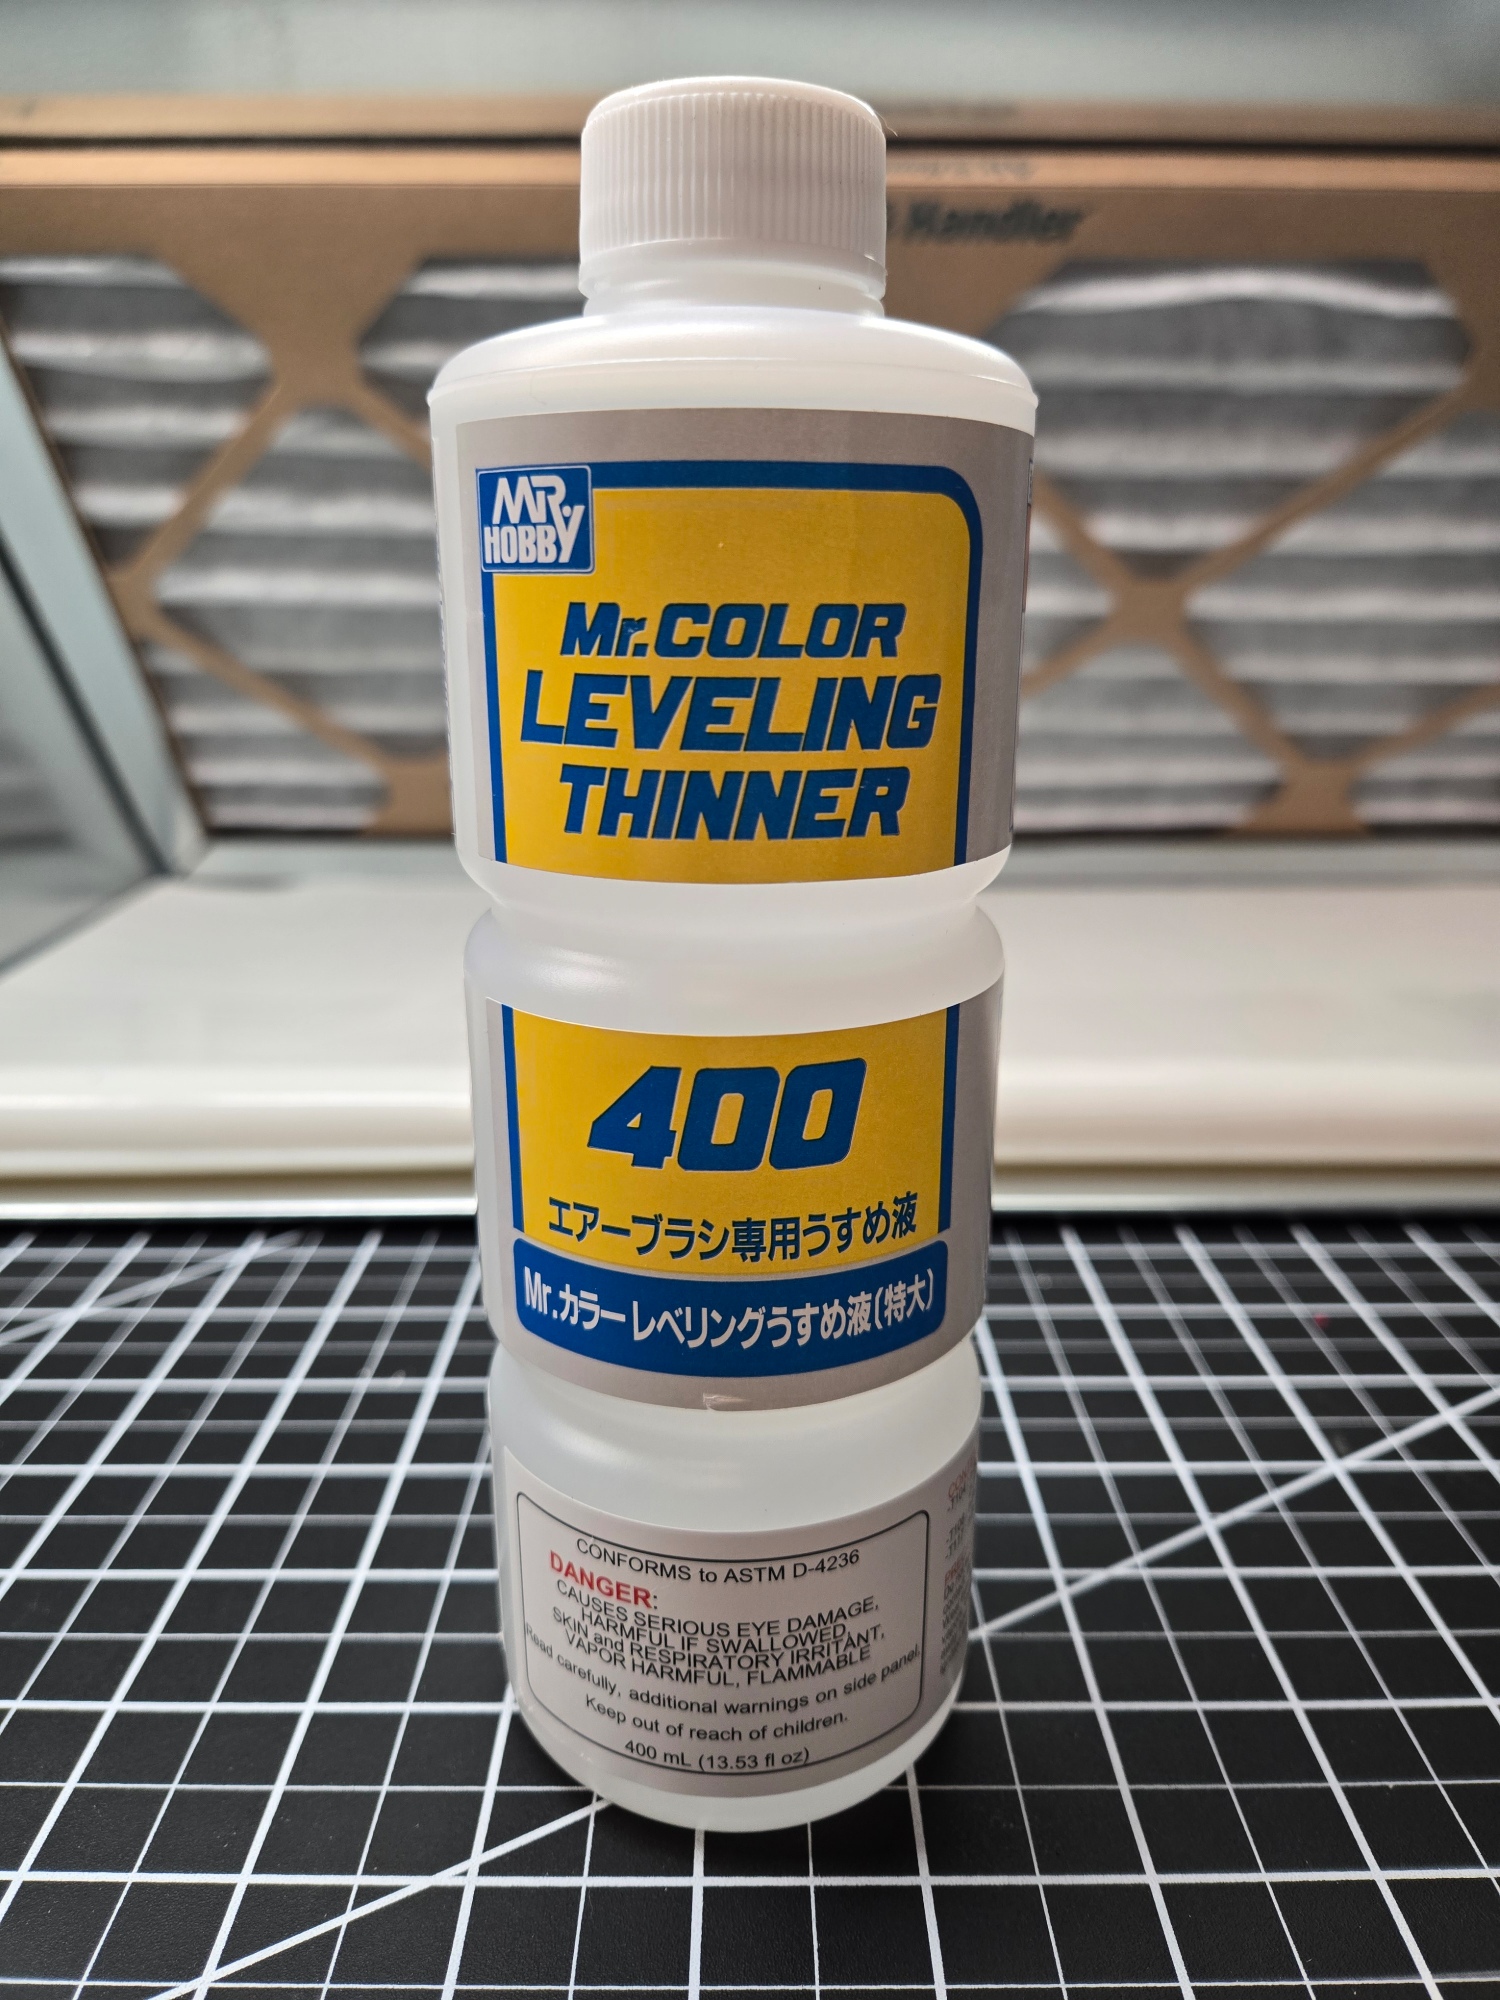 Handler
MR.
HOBBY
Mr.COLOR
LEVELING
THINNER
400
エアーブラシ専用うすめ液
Mr.カラーレベリングうすめ液〔特大〕
CONFORMS to ASTM D-4236
DANGER:
CAUSES SERIOUS EYE DAMAGE,
HARMFUL IF SWALLOWED,
SKIN and RESPIRATORY IRRITANT,
VAPOR HARMFUL, FLAMMABLE
Read carefully, additional warnings on side panel.
Keep out of reach of children.
400 mL (13.53 fl oz)